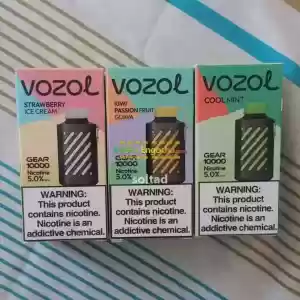 VOZOL
STRAWBERRY
ICE CREAM
GEAR
10000
Nicotine
5.0%
WARNING:
This product
contains nicotine.
Nicotine is an
addictive chemical.
VOZOL
KIWI
PASSION FRUIT
GUAVA
GEAR
10000
Nicotine
5.0%
WARNING:
This product
contains nicotine.
Nicotine is an
addictive chemical.
VOZOL
COOL MINT
GEAR
10000
Nicotine
5.0%
WARNING:
This product
contains nicotine.
Nicotine is an
addictive chemical.
soltad